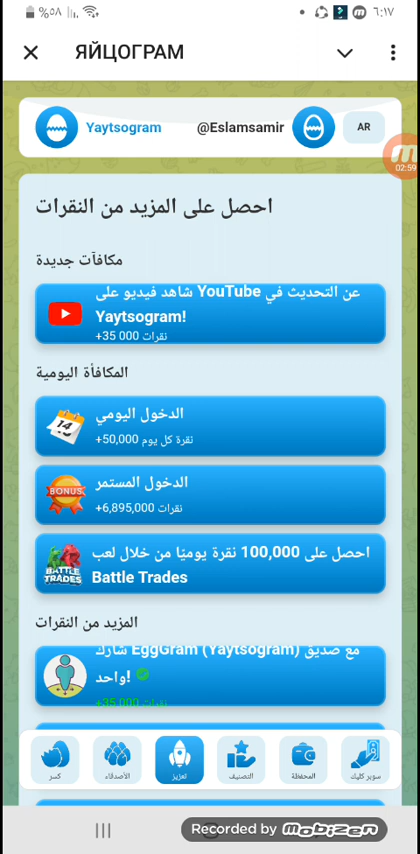 %٥٨
٦:١٧
ЯЙЦОГРАМ
Yaytsogram
@Eslamsamir
AR
02:59
احصل على المزيد من النقرات
مكافآت جديدة
شاهد فيديو على YouTube عن التحديث في
Yaytsogram!
+35 000 نقرات
المكافأة اليومية
14
الدخول اليومي
+50,000 نقرة كل يوم
BONUS
الدخول المستمر
+6,895,000 نقرات
BATTLE TRADES
احصل على 100,000 نقرة يوميًا من خلال لعب
Battle Trades
المزيد من النقرات
شارك EggGram (Yaytsogram) مع صديق
واحد!
+35 000 نقرات
كسر
الأصدقاء
تعزيز
التصنيف
المحفظة
سوبر كليك
Recorded by mobizen